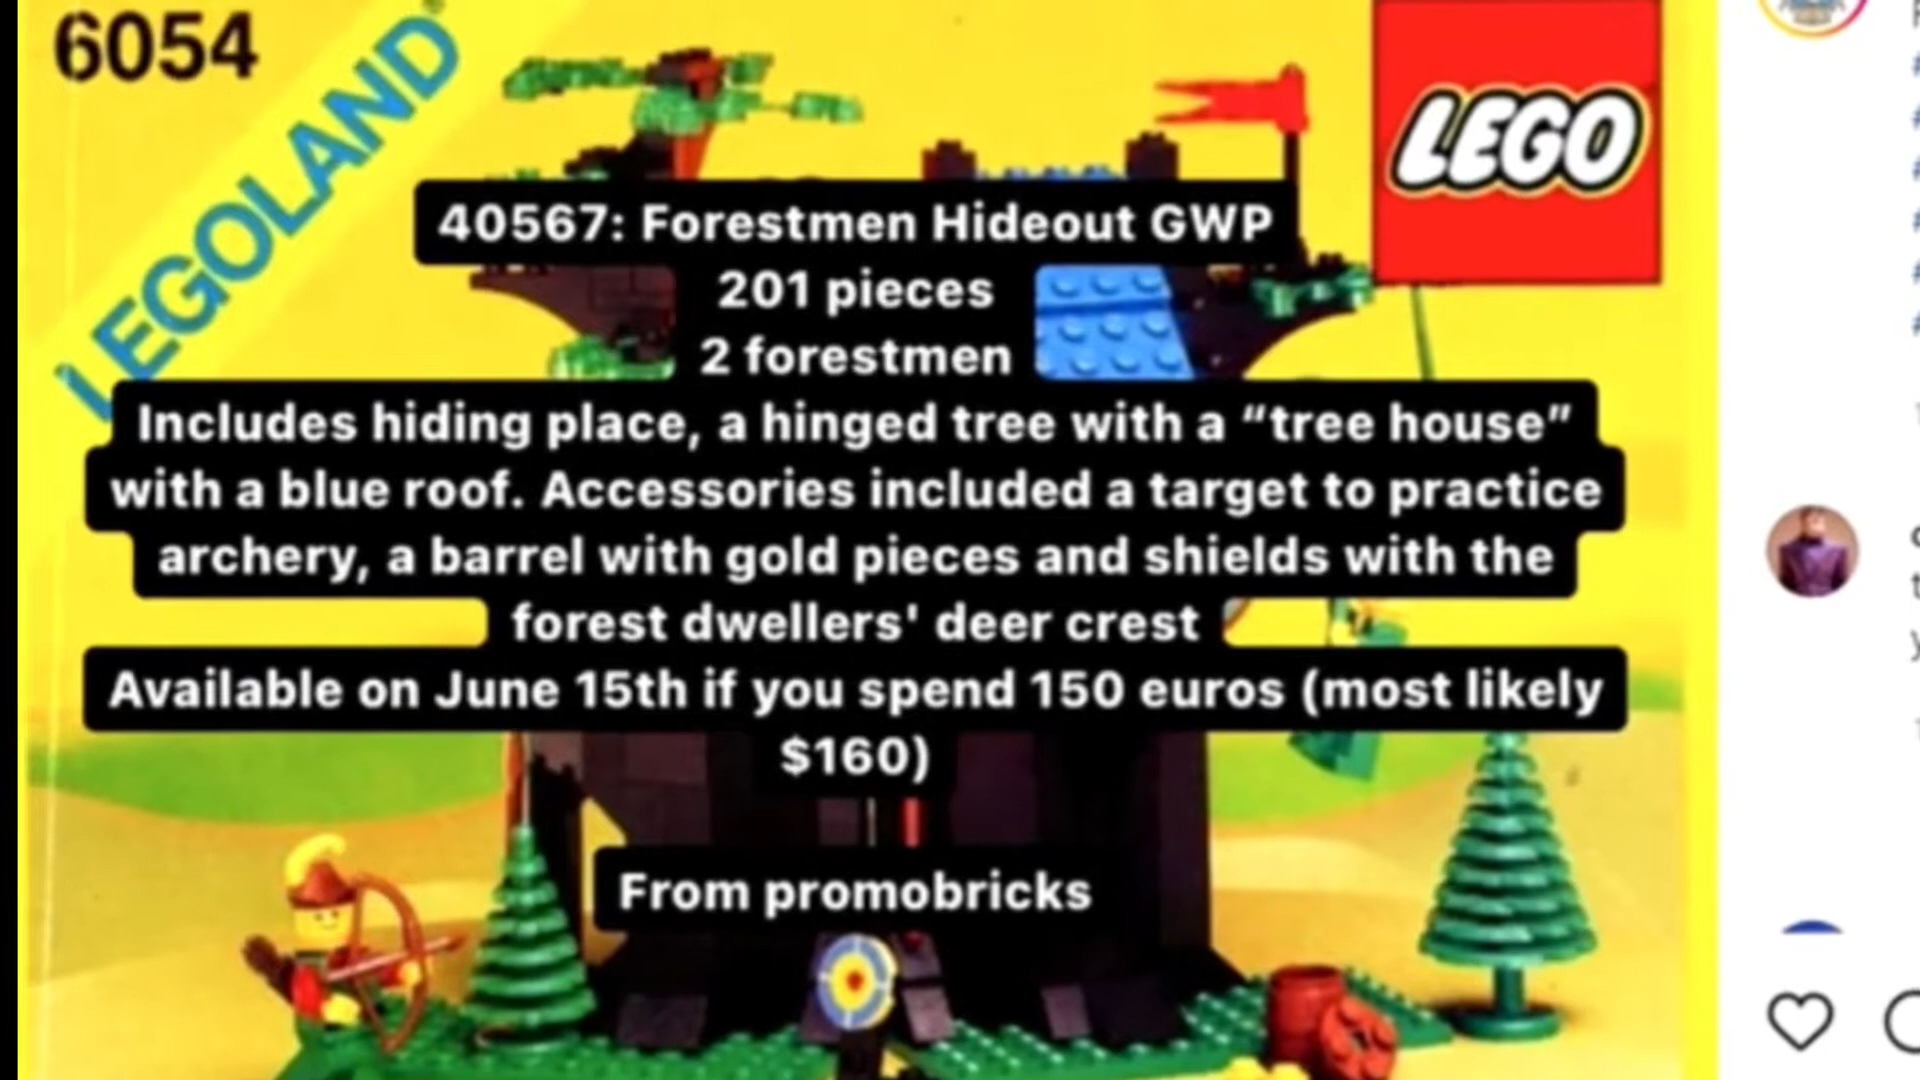 6054
LEGOLAND®
LEGO
40567: Forestmen Hideout GWP
201 pieces
2 forestmen
Includes hiding place, a hinged tree with a “tree house”
with a blue roof. Accessories included a target to practice
archery, a barrel with gold pieces and shields with the
forest dwellers' deer crest
Available on June 15th if you spend 150 euros (most likely
$160)
From promobricks